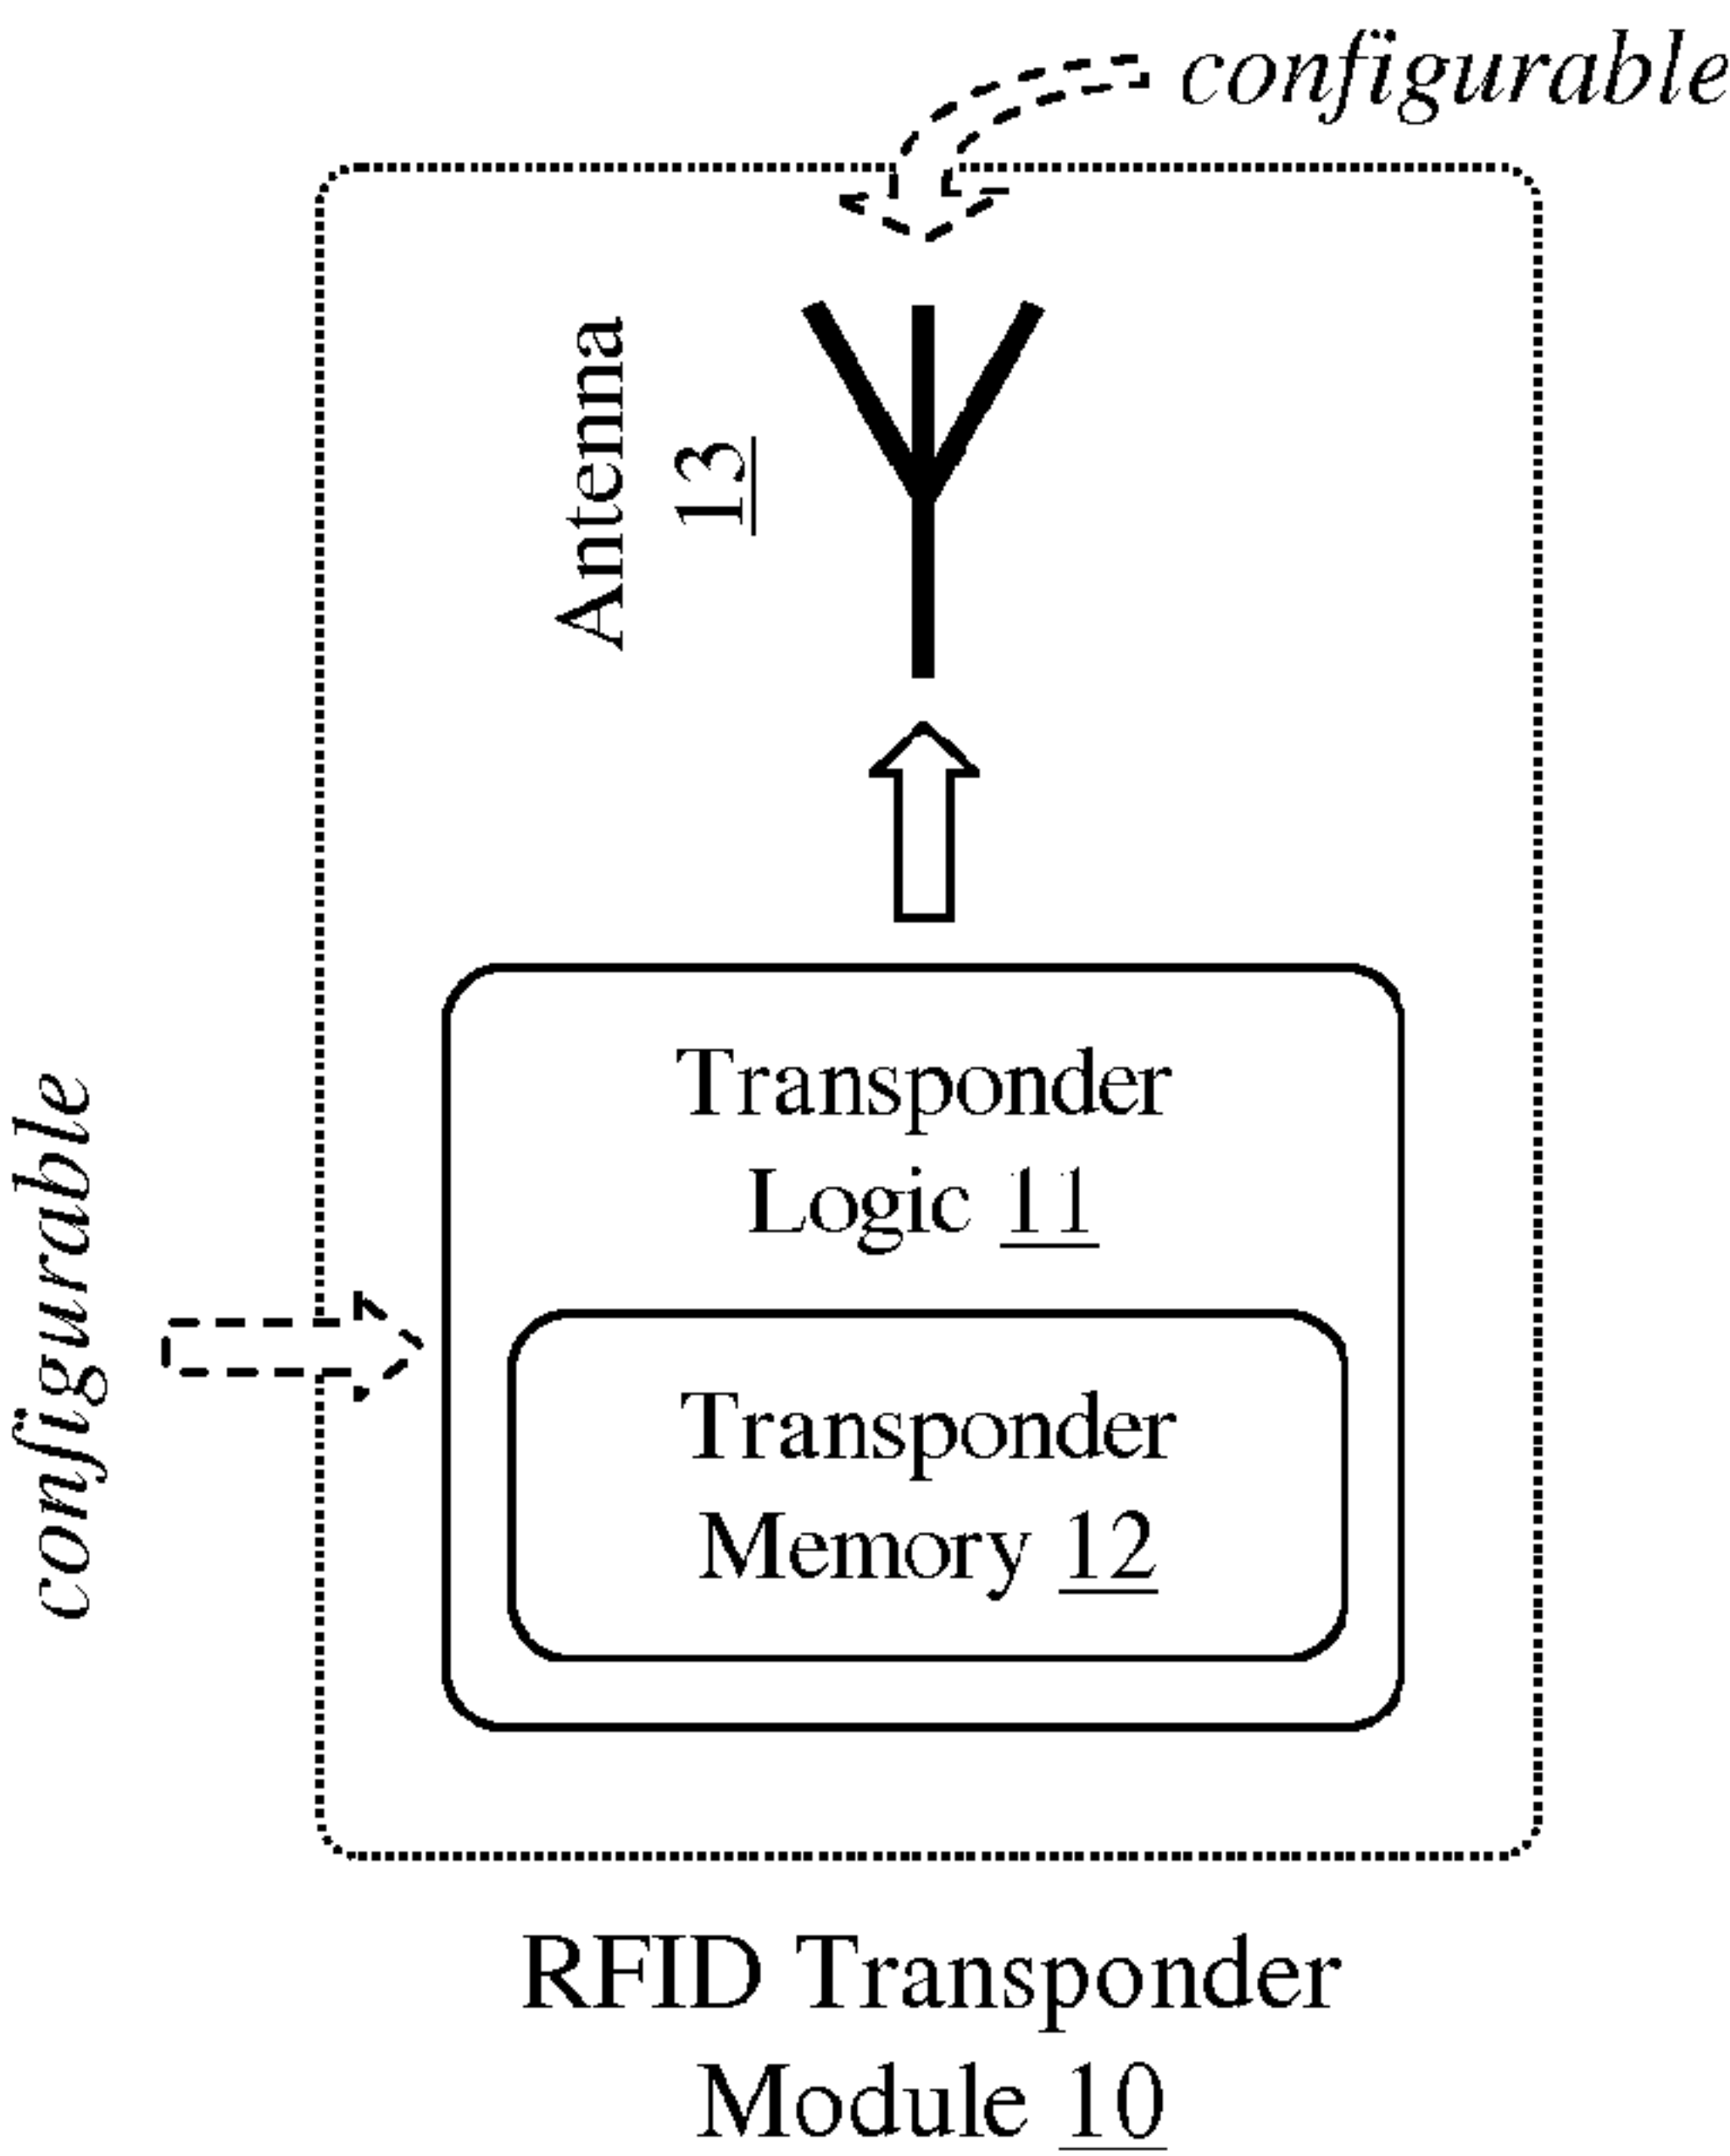 configurable
Antenna
13
Transponder
Logic 11
configurable
Transponder
Memory 12
RFID Transponder
Module 10